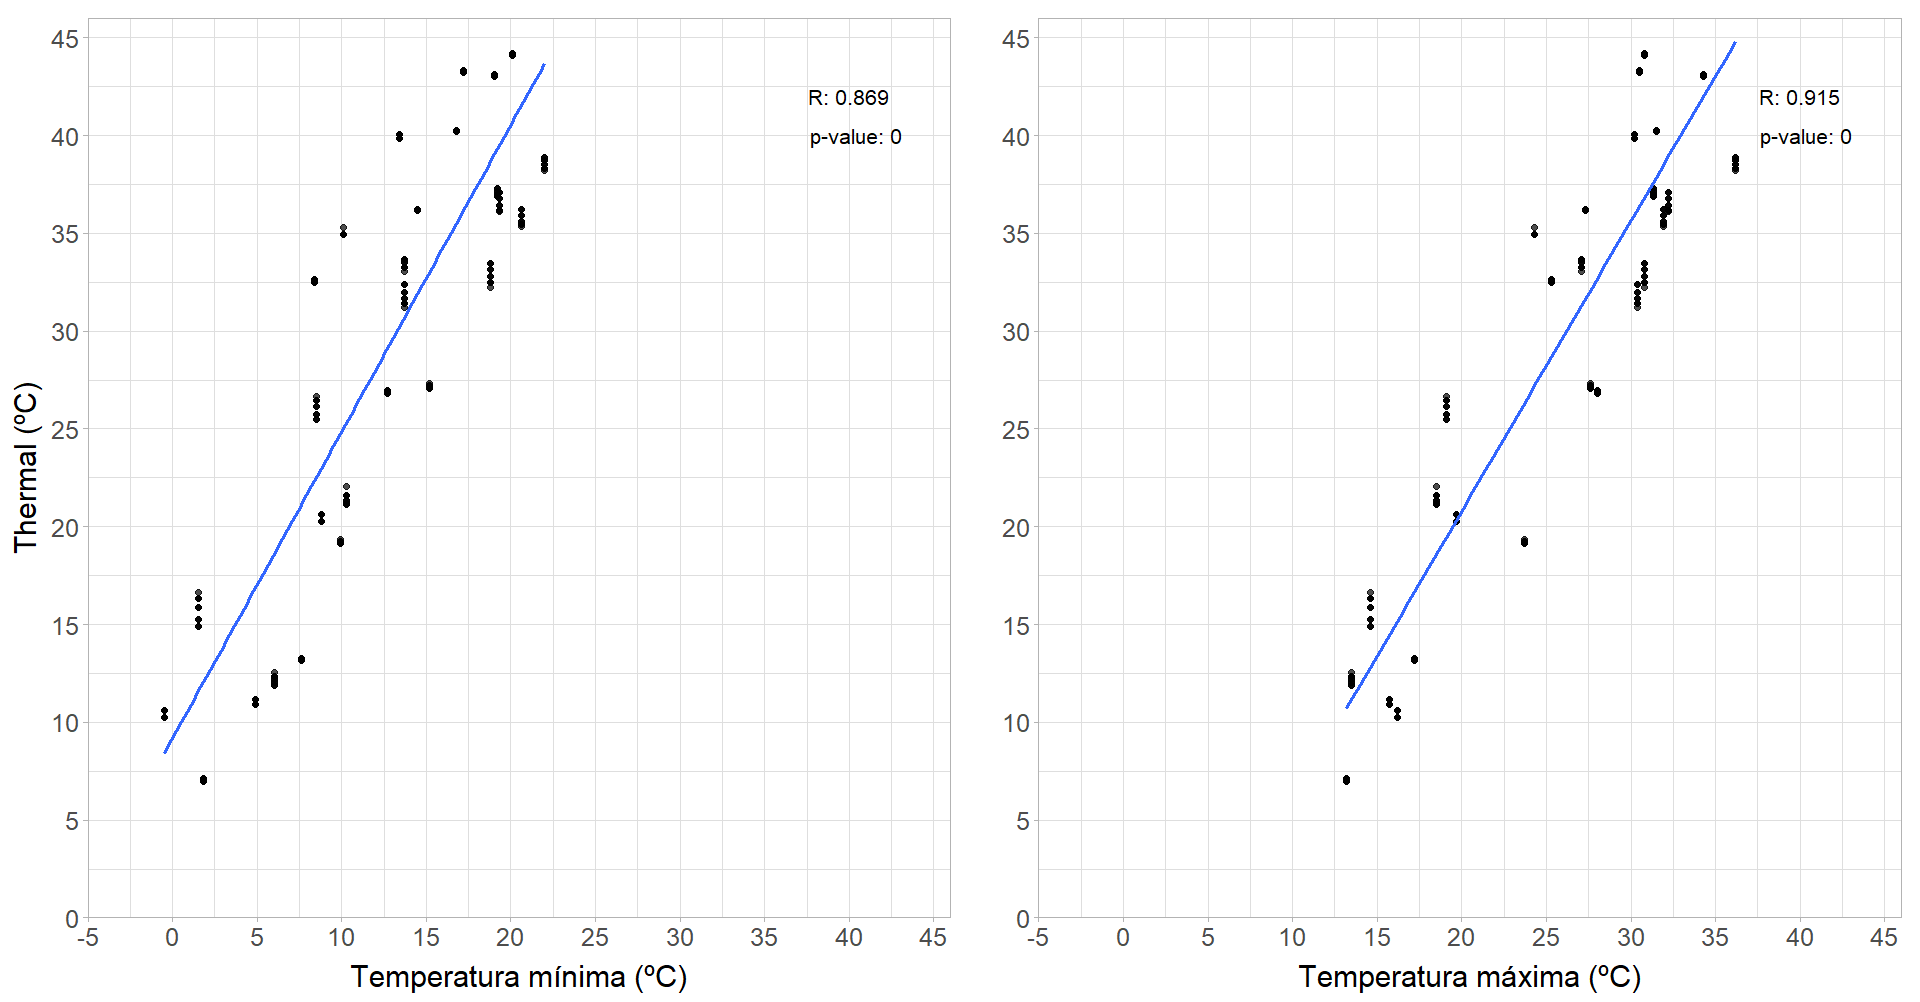 Thermal (ºC)
45
40
35
30
25
20
15
10
5
0
R: 0.869
p-value: 0
-5 0 5 10 15 20 25 30 35 40 45
Temperatura mínima (ºC)
45
40
35
30
25
20
15
10
5
0
R: 0.915
p-value: 0
-5 0 5 10 15 20 25 30 35 40 45
Temperatura máxima (ºC)